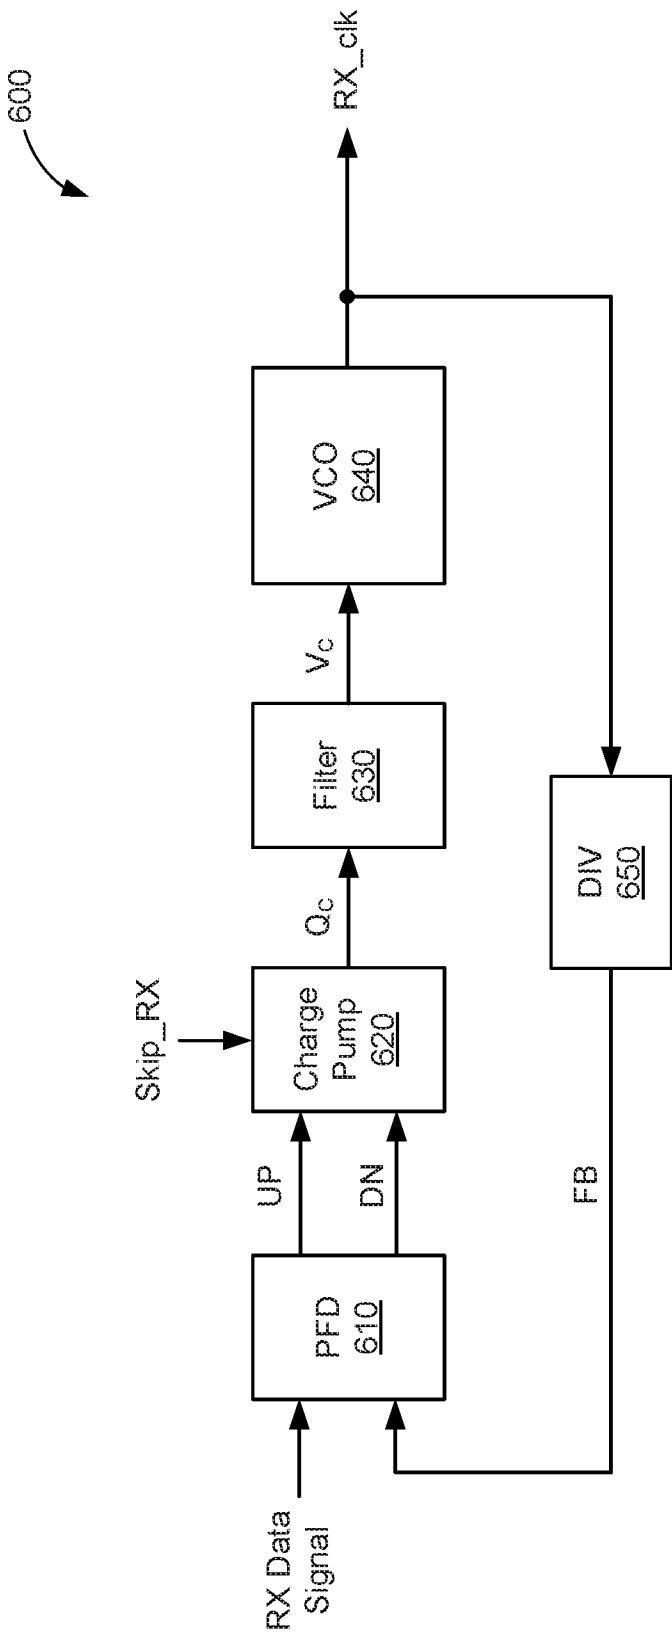 600
Skip_RX
RX Data
Signal
PFD
610
UP
DN
Charge
Pump
620
Qc
Filter
630
Vc
VCO
640
RX_clk
FB
DIV
650